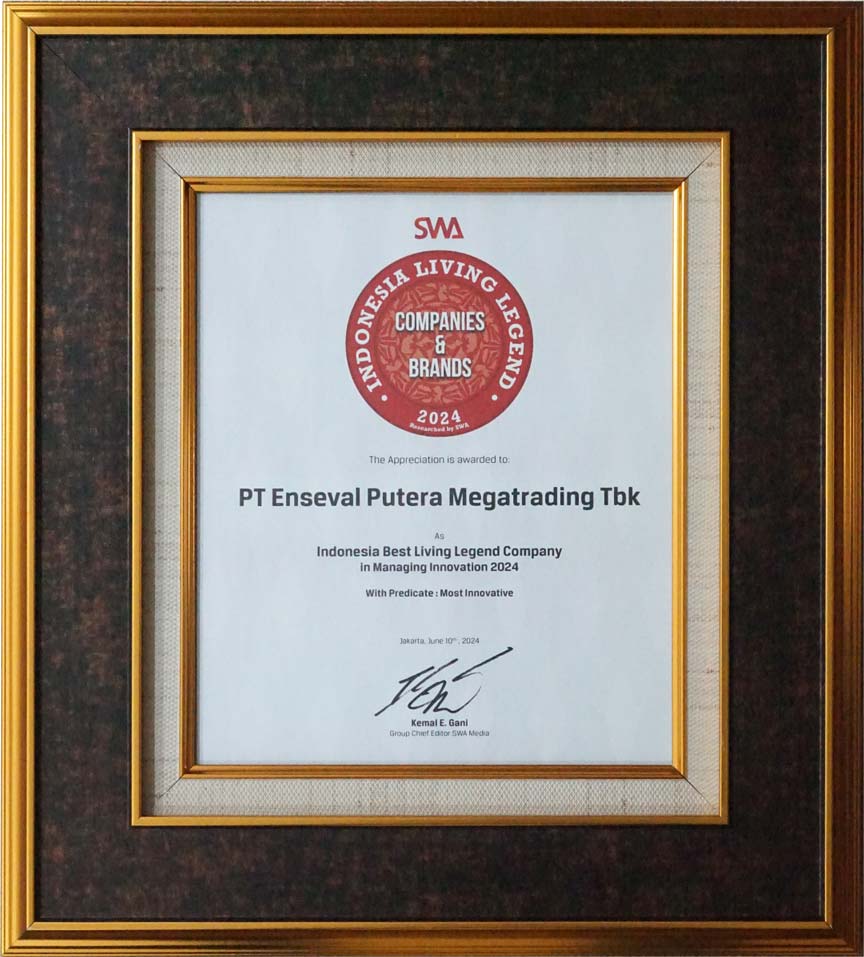 SWA
INDONESIA LIVING LEGEND
COMPANIES
&
BRANDS
2024
Researched by SWA
The Appreciation is awarded to:
PT Enseval Putera Megatrading Tbk
As
Indonesia Best Living Legend Company
in Managing Innovation 2024
With Predicate : Most Innovative
Jakarta, June 10th, 2024
Kemal E. Gani
Group Chief Editor SWA Media